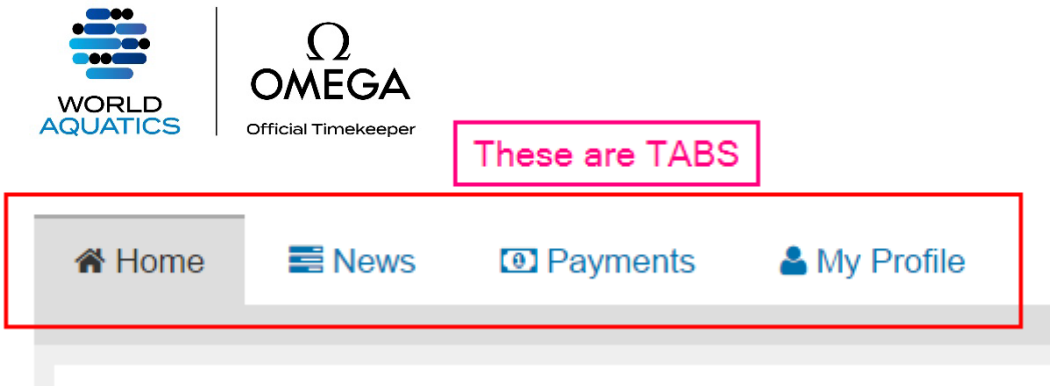 WORLD
AQUATICS
Ω
OMEGA
Official Timekeeper
These are TABS
Home
News
Payments
My Profile